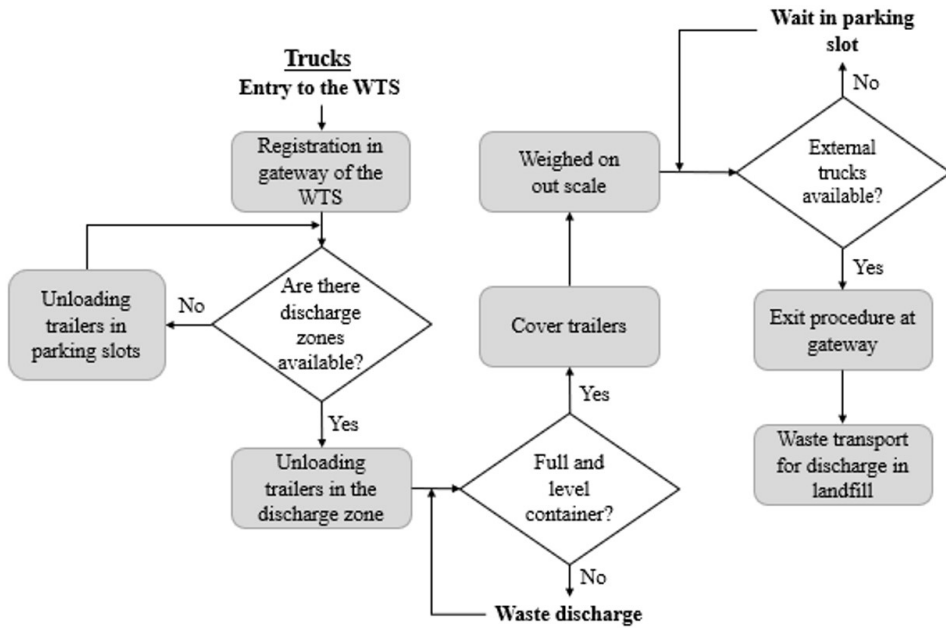 Trucks
Entry to the WTS
Registration in
gateway of the
WTS
Are there
discharge
zones
available?
No
Unloading
trailers in
parking slots
Yes
Unloading
trailers in the
discharge zone
Full and
level
container?
No
Waste discharge
Yes
Cover trailers
Weighed on
out scale
External
trucks
available?
No
Wait in parking
slot
Yes
Exit procedure at
gateway
Waste transport
for discharge in
landfill